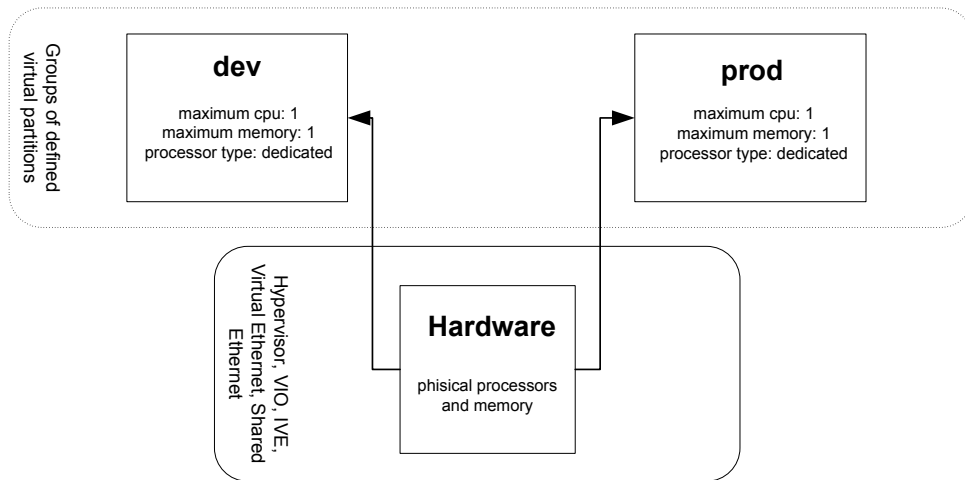 Groups of defined
virtual partitions
dev
maximum cpu: 1
maximum memory: 1
processor type: dedicated
prod
maximum cpu: 1
maximum memory: 1
processor type: dedicated
Hypervisor, VIO, IVE,
Virtual Ethernet, Shared
Ethernet
Hardware
phisical processors
and memory